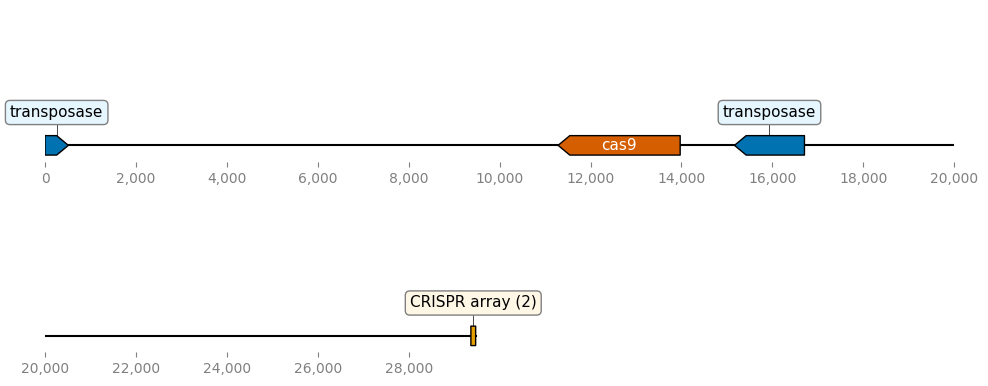 transposase transposase
cas9
0 2,000 4,000 6,000 8,000 10,000 12,000 14,000 16,000 18,000 20,000
CRISPR array (2)
20,000 22,000 24,000 26,000 28,000